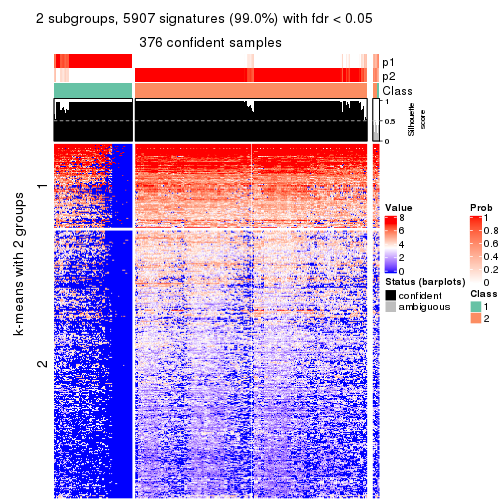 2 subgroups, 5907 signatures (99.0%) with fdr < 0.05
376 confident samples
p1
p2
Class
1
0.5
0
Silhouette
score
k-means with 2 groups
1
2
Value
8
6
4
2
0
Status (barplots)
confident
ambiguous
Prob
1
0.8
0.6
0.4
0.2
0
Class
1
2